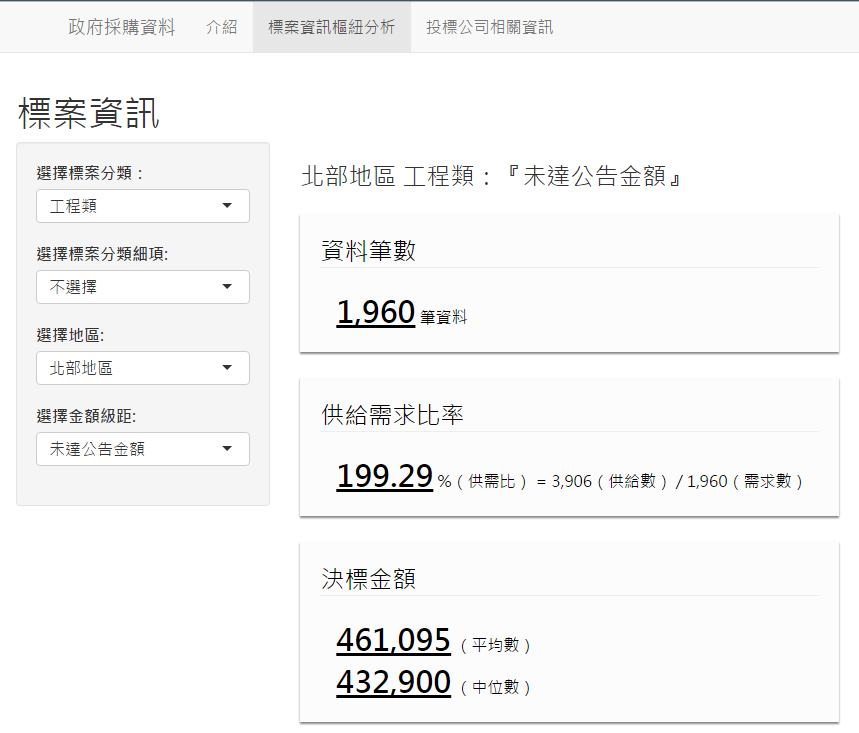 政府採購資料 介紹 標案資訊樞紐分析 投標公司相關資訊
標案資訊
選擇標案分類：
工程類
選擇標案分類細項:
不選擇
選擇地區:
北部地區
選擇金額級距:
未達公告金額
北部地區 工程類：『未達公告金額』
資料筆數
1,960 筆資料
供給需求比率
199.29 %（供需比） = 3,906（供給數） / 1,960（需求數）
決標金額
461,095（平均數）
432,900（中位數）